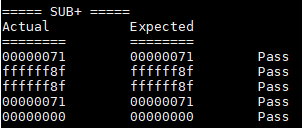 ===== SUB+ =====
Actual Expected
======== ========
00000071 00000071 Pass
ffffff8f ffffff8f Pass
ffffff8f ffffff8f Pass
00000071 00000071 Pass
00000000 00000000 Pass